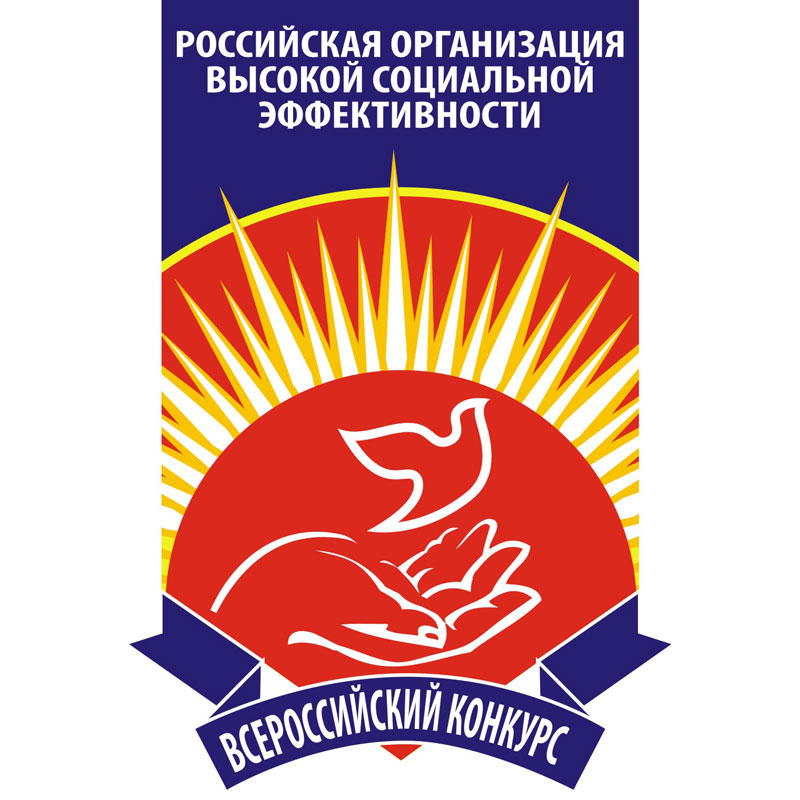 РОССИЙСКАЯ ОРГАНИЗАЦИЯ
ВЫСОКОЙ СОЦИАЛЬНОЙ
ЭФФЕКТИВНОСТИ
ВСЕРОССИЙСКИЙ КОНКУРС